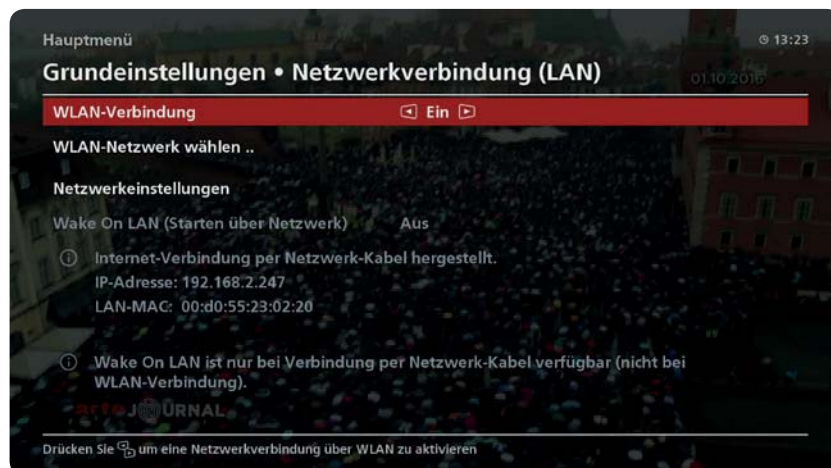 Hauptmenü
13:23
Grundeinstellungen • Netzwerkverbindung (LAN)
01.10.2016
WLAN-Verbindung Ein
WLAN-Netzwerk wählen ..
Netzwerkeinstellungen
Wake On LAN (Starten über Netzwerk) Aus
Internet-Verbindung per Netzwerk-Kabel hergestellt.
IP-Adresse: 192.168.2.247
LAN-MAC: 00:d0:55:23:02:20
Wake On LAN ist nur bei Verbindung per Netzwerk-Kabel verfügbar (nicht bei
WLAN-Verbindung).
arte JOURNAL
Drücken Sie um eine Netzwerkverbindung über WLAN zu aktivieren